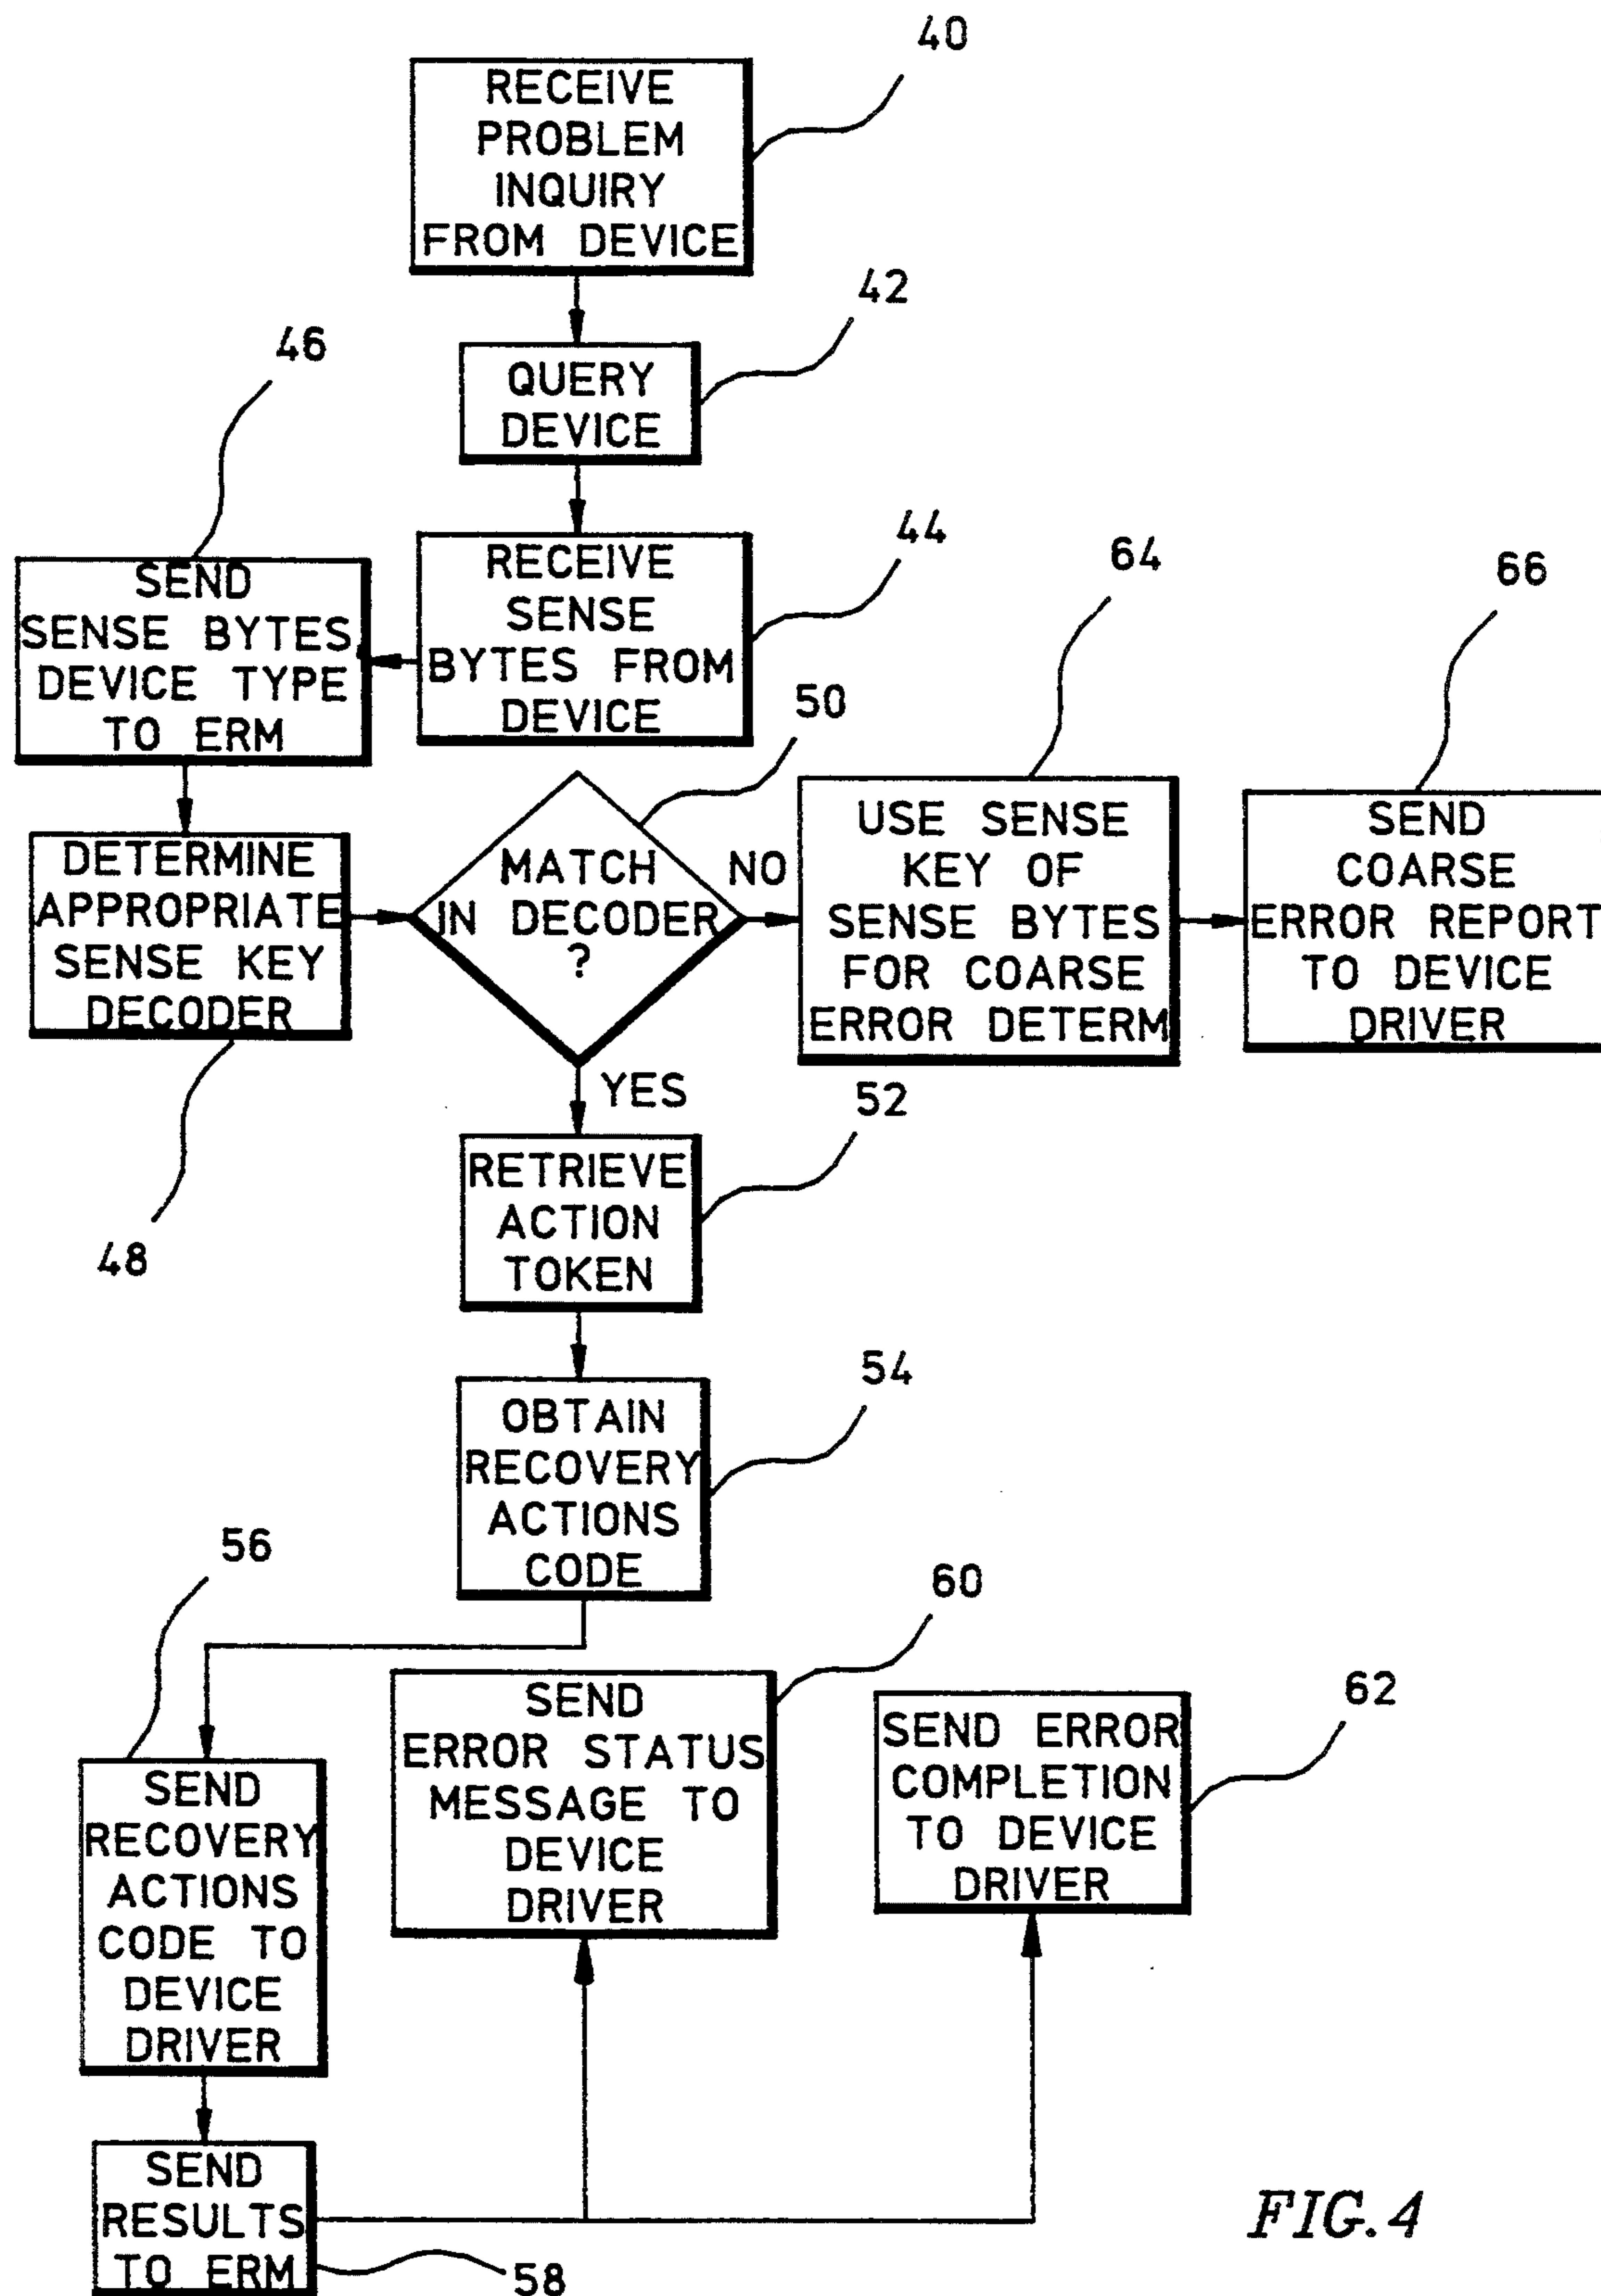 40
RECEIVE
PROBLEM
INQUIRY
FROM DEVICE
42
QUERY
DEVICE
44
RECEIVE
SENSE
BYTES FROM
DEVICE
46
SEND
SENSE BYTES
DEVICE TYPE
TO ERM
DETERMINE
APPROPRIATE
SENSE KEY
DECODER
48
50
MATCH
IN DECODER
?
NO
64
USE SENSE
KEY OF
SENSE BYTES
FOR COARSE
ERROR DETERM
66
SEND
COARSE
ERROR REPORT
TO DEVICE
DRIVER
YES
52
RETRIEVE
ACTION
TOKEN
54
OBTAIN
RECOVERY
ACTIONS
CODE
56
SEND
RECOVERY
ACTIONS
CODE TO
DEVICE
DRIVER
60
SEND
ERROR STATUS
MESSAGE TO
DEVICE
DRIVER
62
SEND ERROR
COMPLETION
TO DEVICE
DRIVER
SEND
RESULTS
TO ERM
58
FIG. 4